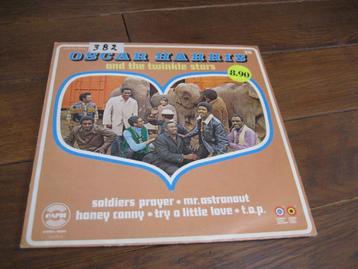 382
OSCAR HARRIS
and the twinkle stars
8.90
soldiers prayer • mr. astronaut
honey conny • try a little love • t.o.p.